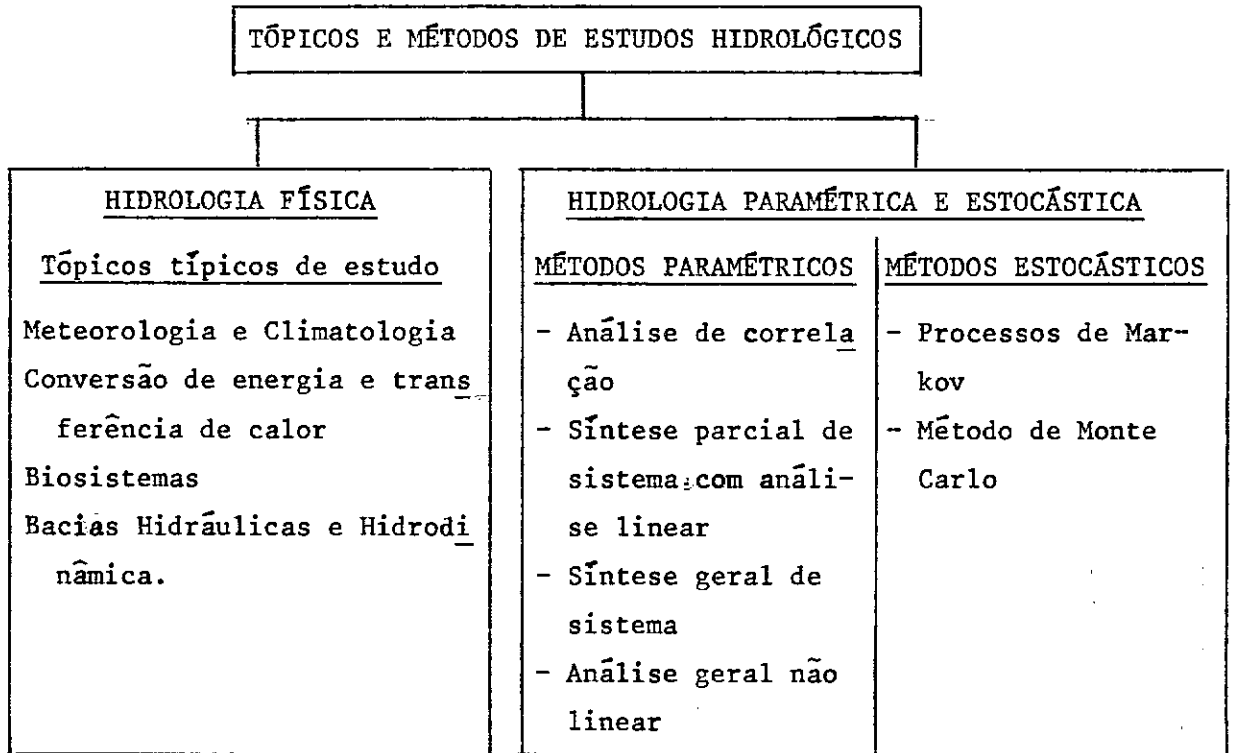 TÓPICOS E MÉTODOS DE ESTUDOS HIDROLÓGICOS
HIDROLOGIA FÍSICA
Tópicos típicos de estudo
Meteorologia e Climatologia
Conversão de energia e trans
ferência de calor
Biosistemas
Bacias Hidráulicas e Hidrodi
nâmica.
HIDROLOGIA PARAMÉTRICA E ESTOCÁSTICA
MÉTODOS PARAMÉTRICOS
- Análise de correla
ção
- Síntese parcial de
sistema com análi-
se linear
- Síntese geral de
sistema
- Análise geral não
linear
MÉTODOS ESTOCÁSTICOS
- Processos de Mar-
kov
- Método de Monte
Carlo